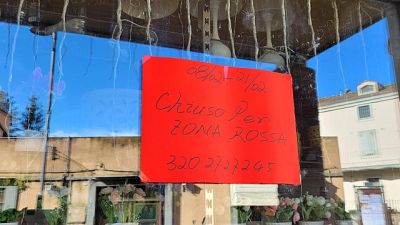 08/02-21/02
Chiuso Per
ZONA ROSSA
320 2727245